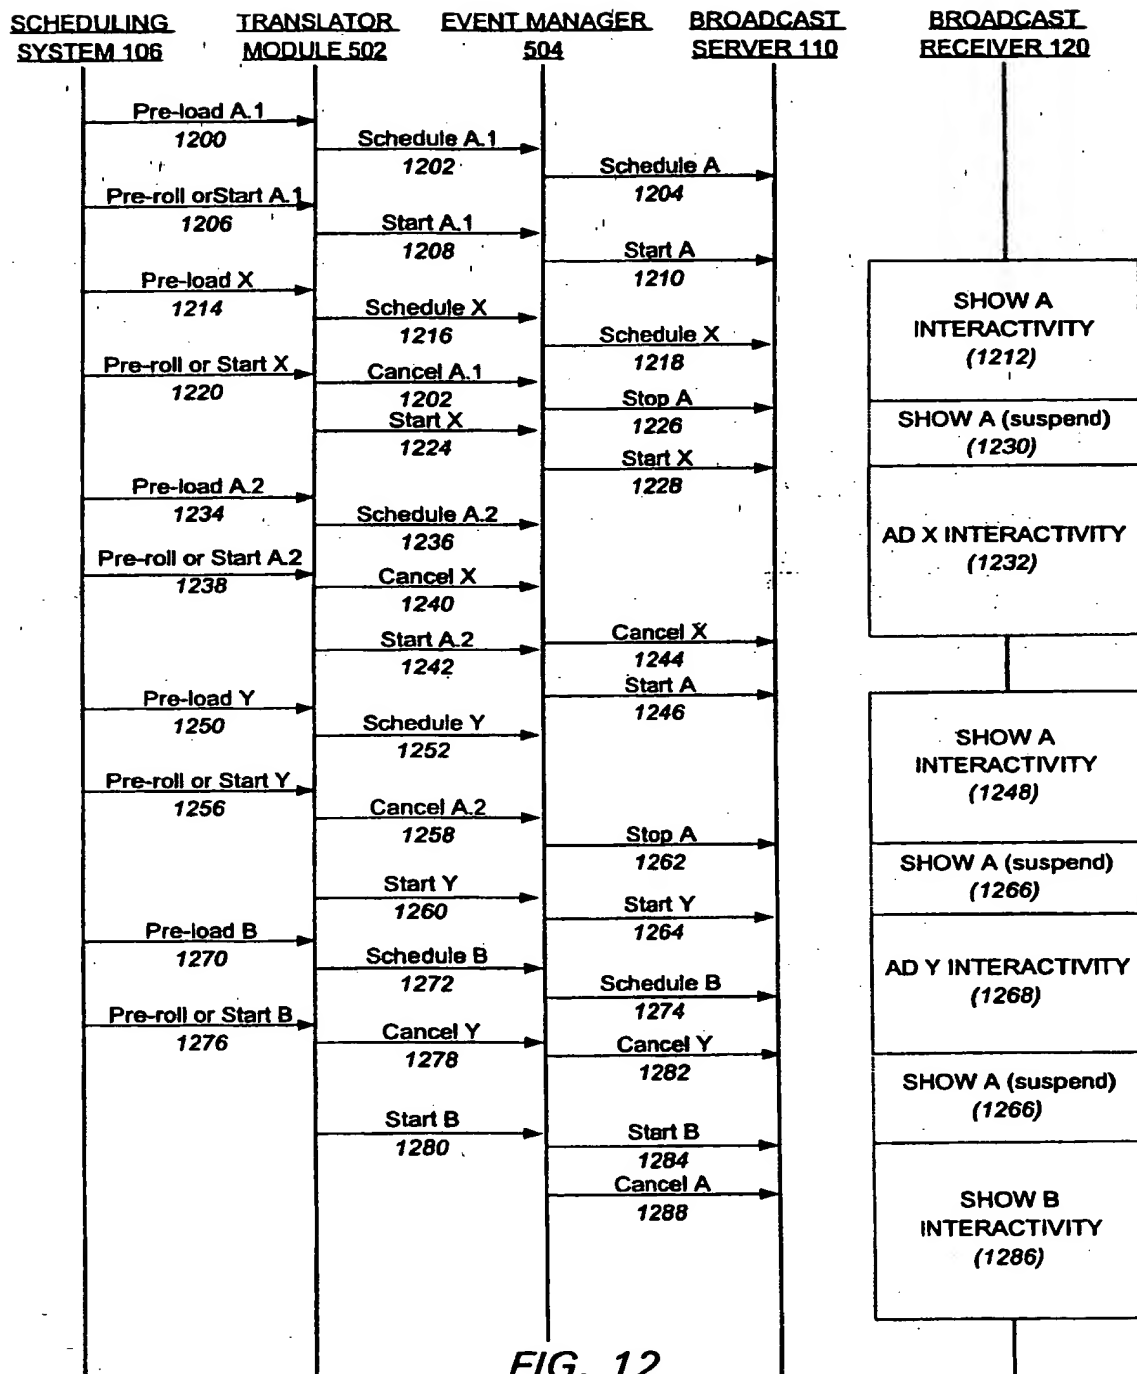 SCHEDULING
SYSTEM 106
TRANSLATOR
MODULE 502
EVENT MANAGER
504
BROADCAST
SERVER 110
BROADCAST
RECEIVER 120
Pre-load A.1
1200
Schedule A.1
1202
Schedule A
1204
Pre-roll orStart A.1
1206
Start A.1
1208
Start A
1210
Pre-load X
1214
Schedule X
1216
Schedule X
1218
SHOW A
INTERACTIVITY
(1212)
Pre-roll or Start X
1220
Cancel A.1
1202
Stop A
1226
SHOW A (suspend)
(1230)
Start X
1224
Start X
1228
Pre-load A.2
1234
Schedule A.2
1236
AD X INTERACTIVITY
(1232)
Pre-roll or Start A.2
1238
Cancel X
1240
Start A.2
1242
Cancel X
1244
Pre-load Y
1250
Start A
1246
Schedule Y
1252
SHOW A
INTERACTIVITY
(1248)
Pre-roll or Start Y
1256
Cancel A.2
1258
Stop A
1262
SHOW A (suspend)
(1266)
Start Y
1260
Start Y
1264
Pre-load B
1270
Schedule B
1272
AD Y INTERACTIVITY
(1268)
Schedule B
1274
Pre-roll or Start B
1276
Cancel Y
1278
Cancel Y
1282
SHOW A (suspend)
(1266)
Start B
1280
Start B
1284
Cancel A
1288
SHOW B
INTERACTIVITY
(1286)
FIG. 12